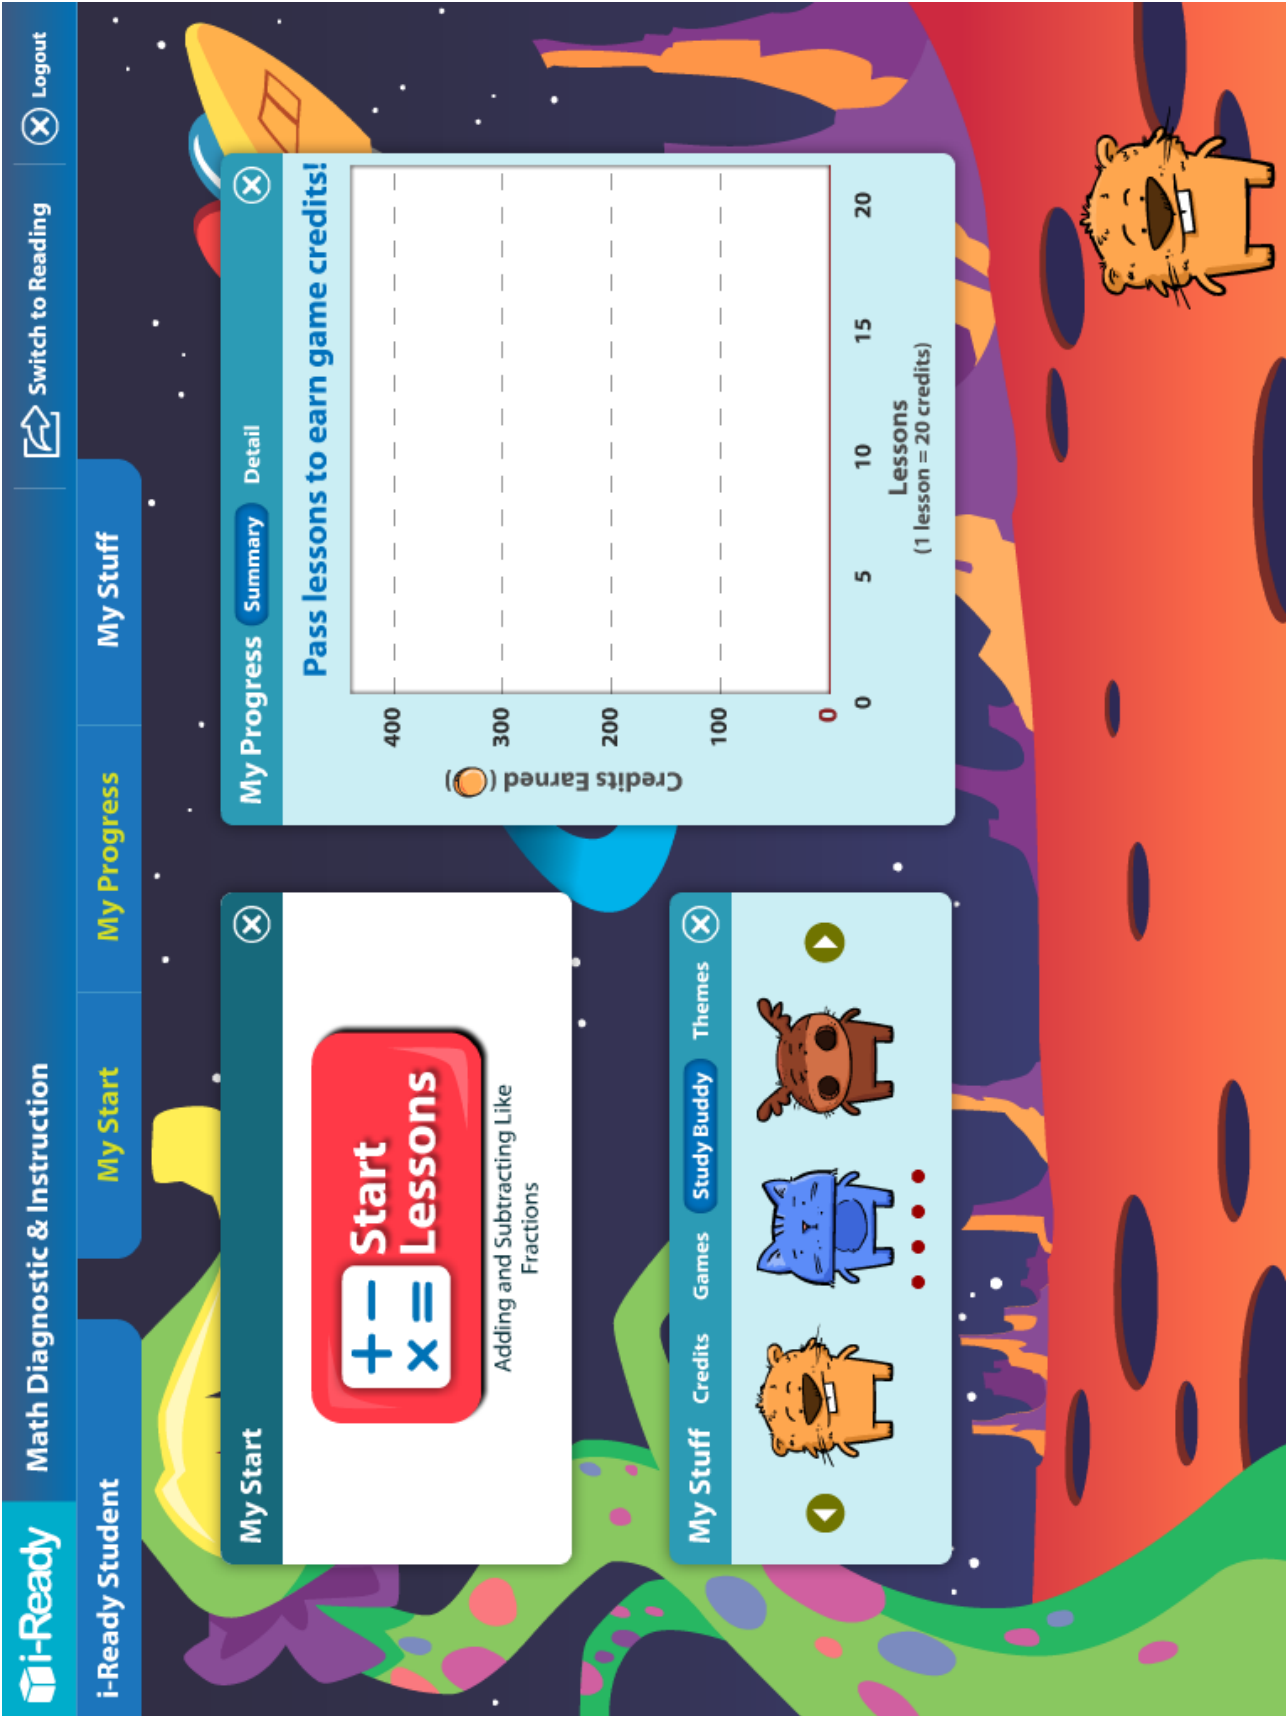 i-Ready
Math Diagnostic & Instruction
Switch to Reading
Logout
i-Ready Student
My Start
My Progress
My Stuff
My Start
Start
Lessons
Adding and Subtracting Like
Fractions
My Progress
Summary
Detail
Pass lessons to earn game credits!
Credits Earned ( )
400
300
200
100
0
0
5
10
15
20
Lessons
(1 lesson = 20 credits)
My Stuff
Credits
Games
Study Buddy
Themes